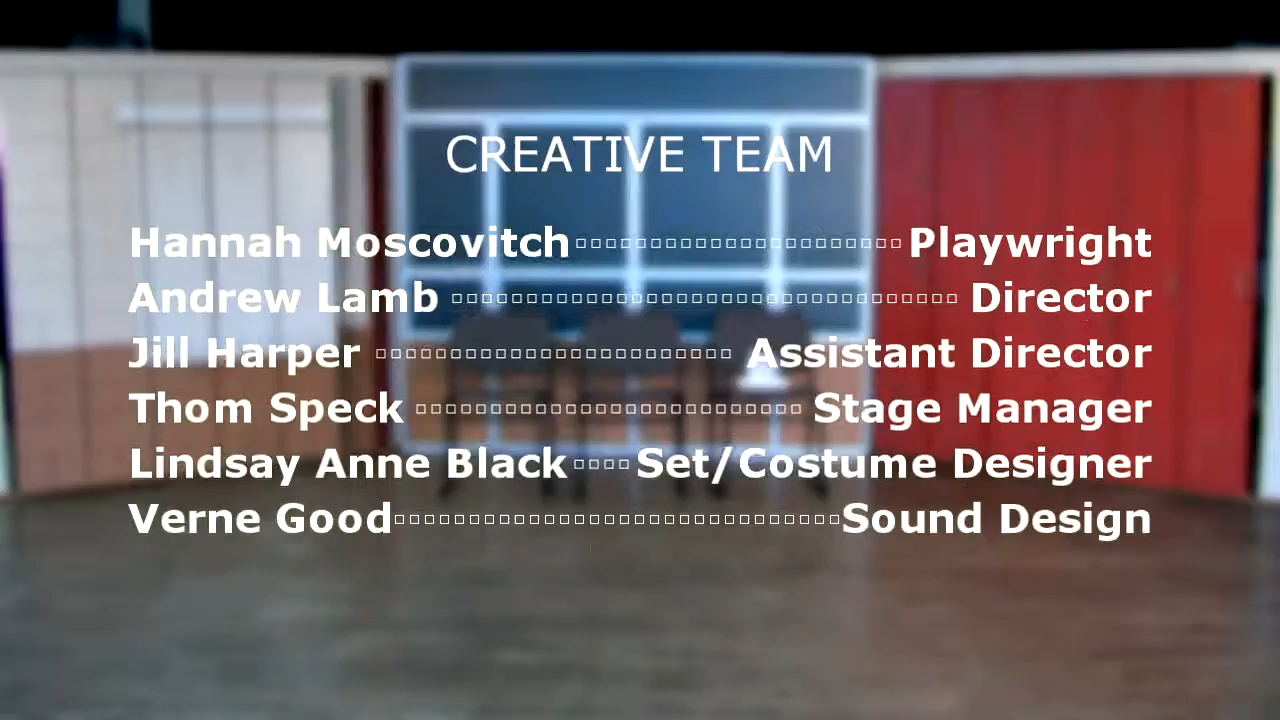 CREATIVE TEAM
Hannah Moscovitch Playwright
Andrew Lamb Director
Jill Harper Assistant Director
Thom Speck Stage Manager
Lindsay Anne Black Set/Costume Designer
Verne Good Sound Design